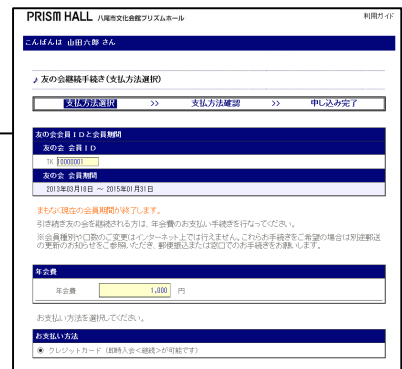 PRISM HALL 八尾市文化会館プリズムホール 利用ガイド
こんばんは 山田六郎 さん
♪ 友の会継続手続き(支払方法選択)
支払方法選択 >> 支払方法確認 >> 申し込み完了
友の会会員IDと会員期間
友の会 会員ID
TK 10000001
友の会 会員期間
2013年03月18日 ～ 2015年01月31日
まもなく現在の会員期間が終了します。
引き続き友の会を継続される方は、年会費のお支払い手続きを行なってください。
※会員種別や口数のご変更はインターネット上では行えません。これらお手続きをご希望の場合は別途郵送
の更新のお知らせをご参照いただき、郵便振込または窓口でのお手続きをお願いします。
年会費
年会費 1,000 円
お支払い方法を選択してください。
お支払い方法
クレジットカード (即時入会<継続>が可能です)